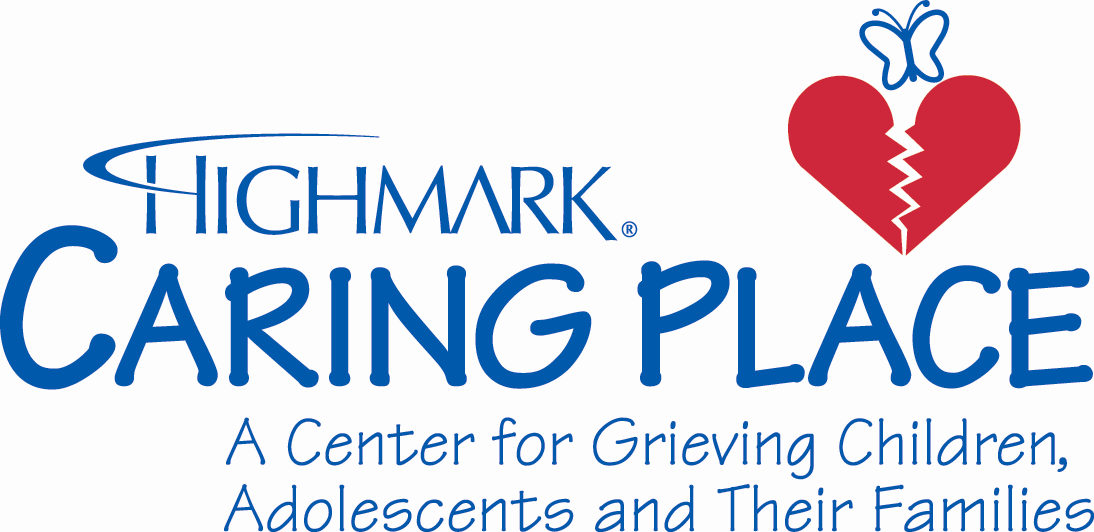 HIGHMARK®
CARING PLACE
A Center for Grieving Children,
Adolescents and Their Families